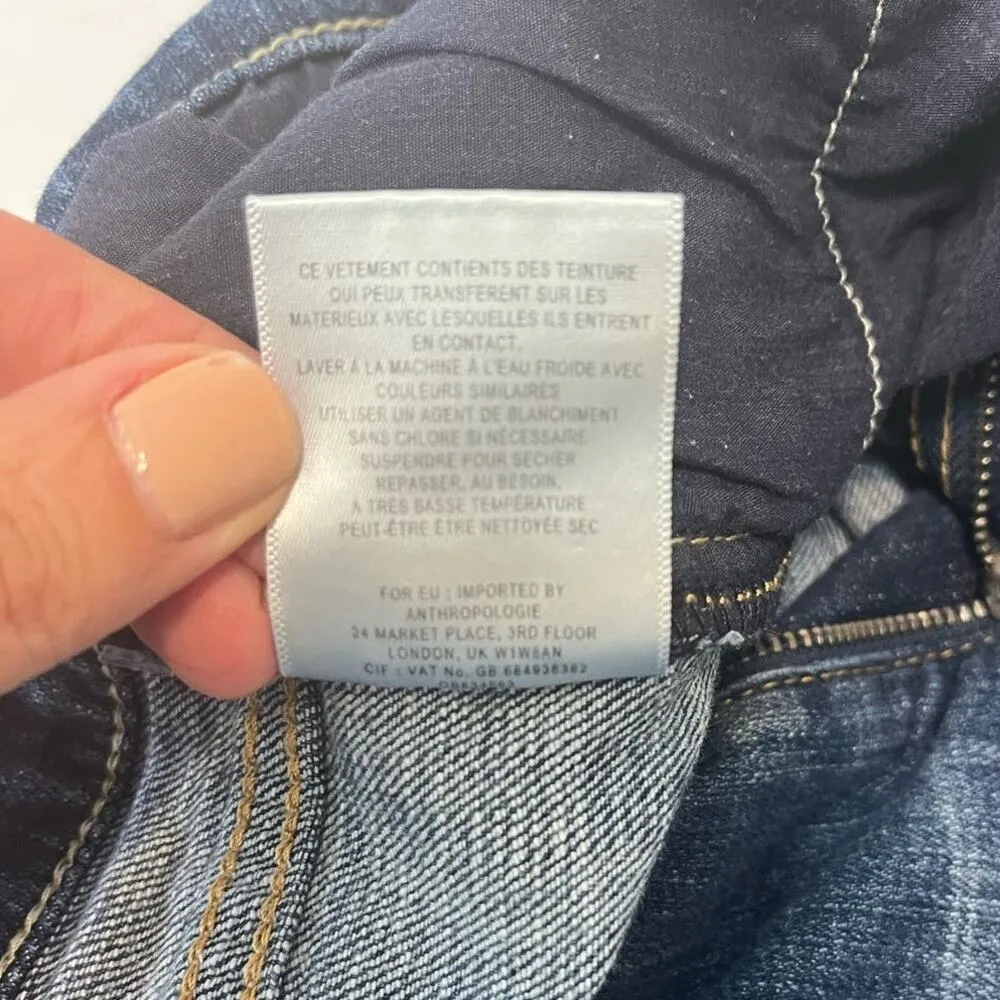 CE VETEMENT CONTIENTS DES TEINTURE
QUI PEUX TRANSFERENT SUR LES
MATERIEUX AVEC LESQUELLES ILS ENTRENT
EN CONTACT,
LAVER À LA MACHINE À L'EAU FROIDE AVEC
COULEURS SIMILAIRES
UTILISER UN AGENT DE BLANCHIMENT
SANS CHLORE SI NÉCESSAIRE
SUSPENDRE POUR SECHER
REPASSER, AU BESOIN,
A TRÈS BASSE TEMPÉRATURE
PEUT-ÊTRE ÊTRE NETTOYÉE SEC
FOR EU : IMPORTED BY
ANTHROPOLOGIE
24 MARKET PLACE, 3RD FLOOR
LONDON, UK W1W8AN
CIF : VAT No. GB 684938382